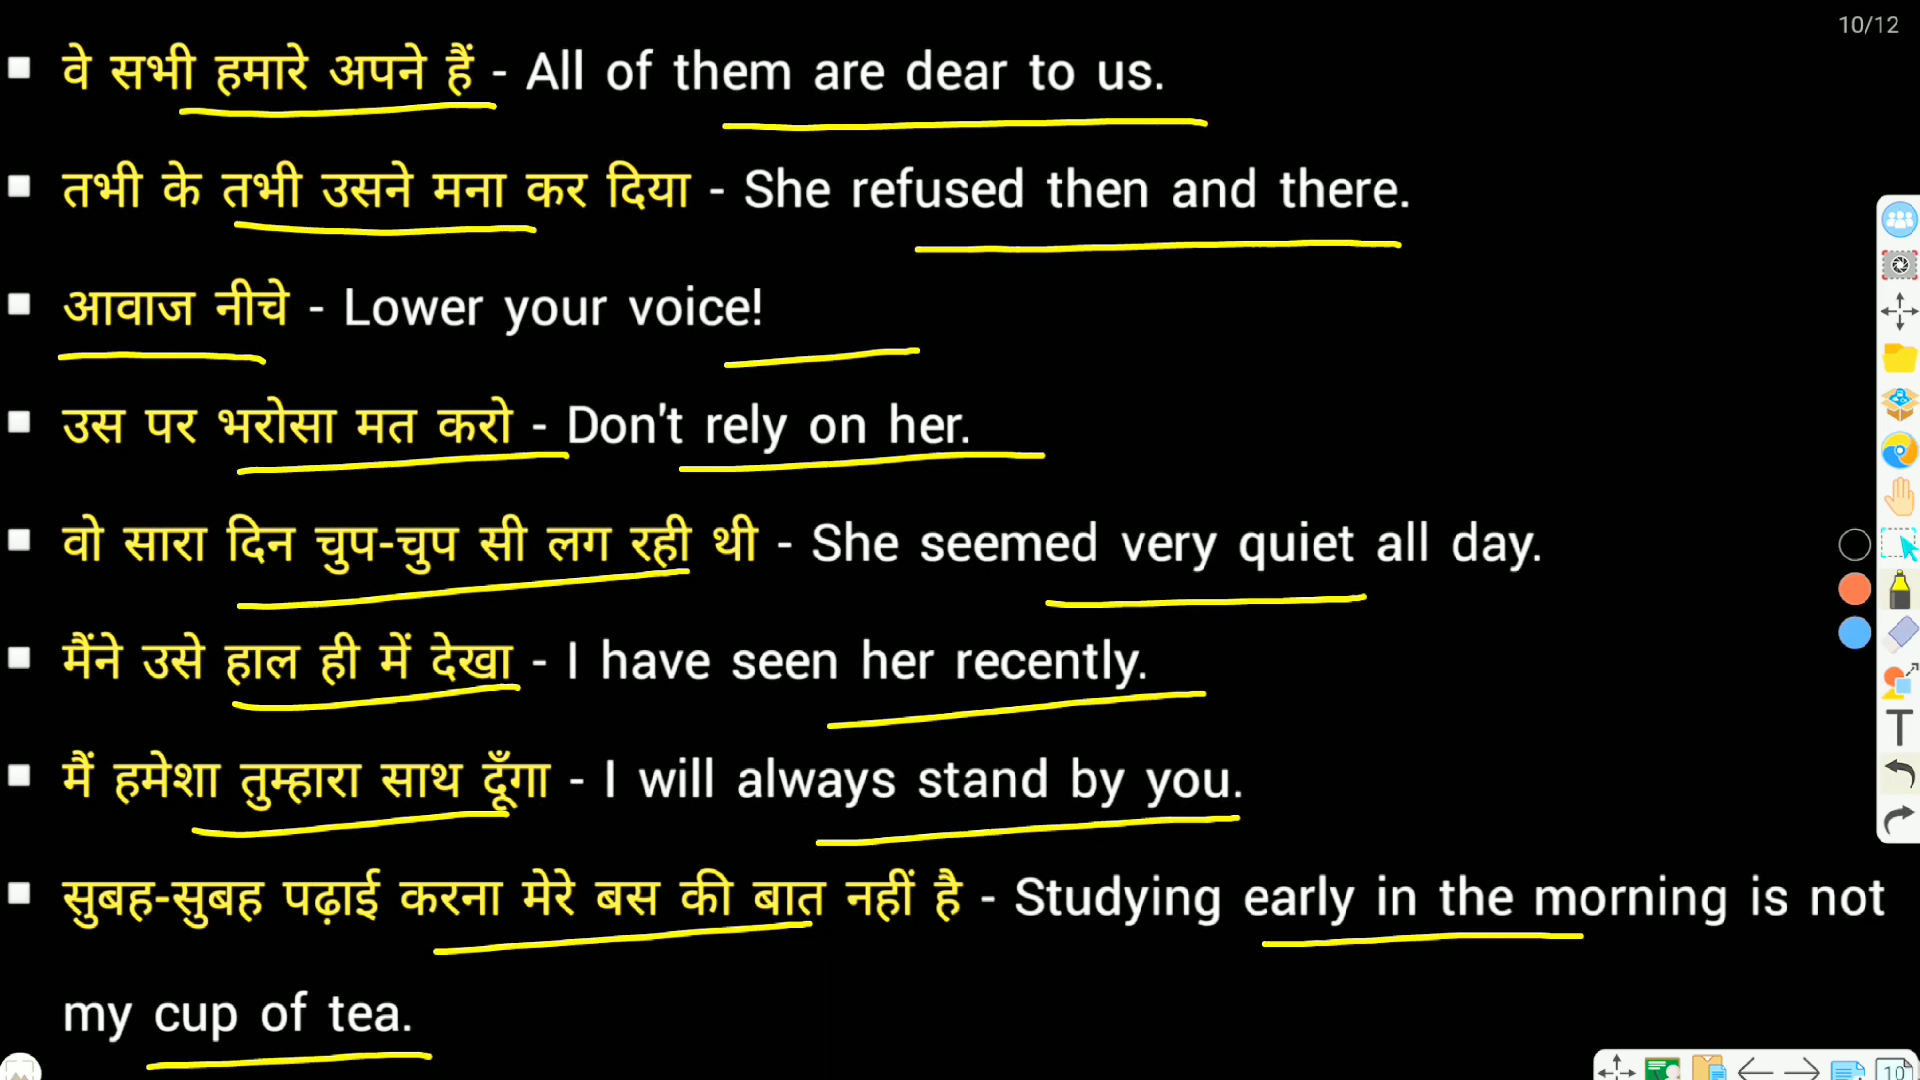 10/12
वे सभी हमारे अपने हैं - All of them are dear to us.
तभी के तभी उसने मना कर दिया - She refused then and there.
आवाज नीचे - Lower your voice!
उस पर भरोसा मत करो - Don't rely on her.
वो सारा दिन चुप-चुप सी लग रही थी - She seemed very quiet all day.
मैंने उसे हाल ही में देखा - I have seen her recently.
मैं हमेशा तुम्हारा साथ दूँगा - I will always stand by you.
सुबह-सुबह पढ़ाई करना मेरे बस की बात नहीं है - Studying early in the morning is not
my cup of tea.
T
10